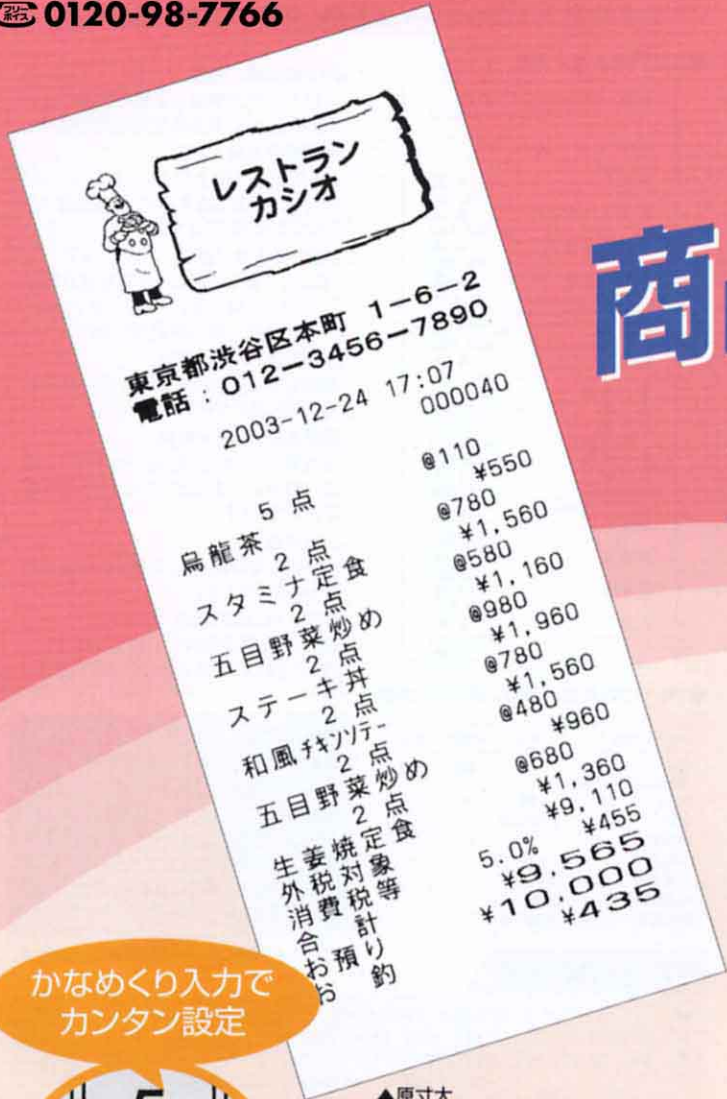 フリーボイス 0120-98-7766
レストラン
カシオ
東京都渋谷区本町 1-6-2
電話：012-3456-7890
2003-12-24 17:07
000040
5 点 @110
烏龍茶 ¥550
2 点 @780
スタミナ定食 ¥1,560
2 点 @580
五目野菜炒め ¥1,160
2 点 @980
ステーキ丼 ¥1,960
2 点 @780
和風ﾁｷﾝｿﾃｰ ¥1,560
2 点 @480
五目野菜炒め ¥960
2 点 @680
生姜焼定食 ¥1,360
外税対象 ¥9,110
消費税等 5.0% ¥455
合計 ¥9,565
お預り ¥10,000
お釣 ¥435
商
かなめくり入力で
カンタン設定
▲原寸大